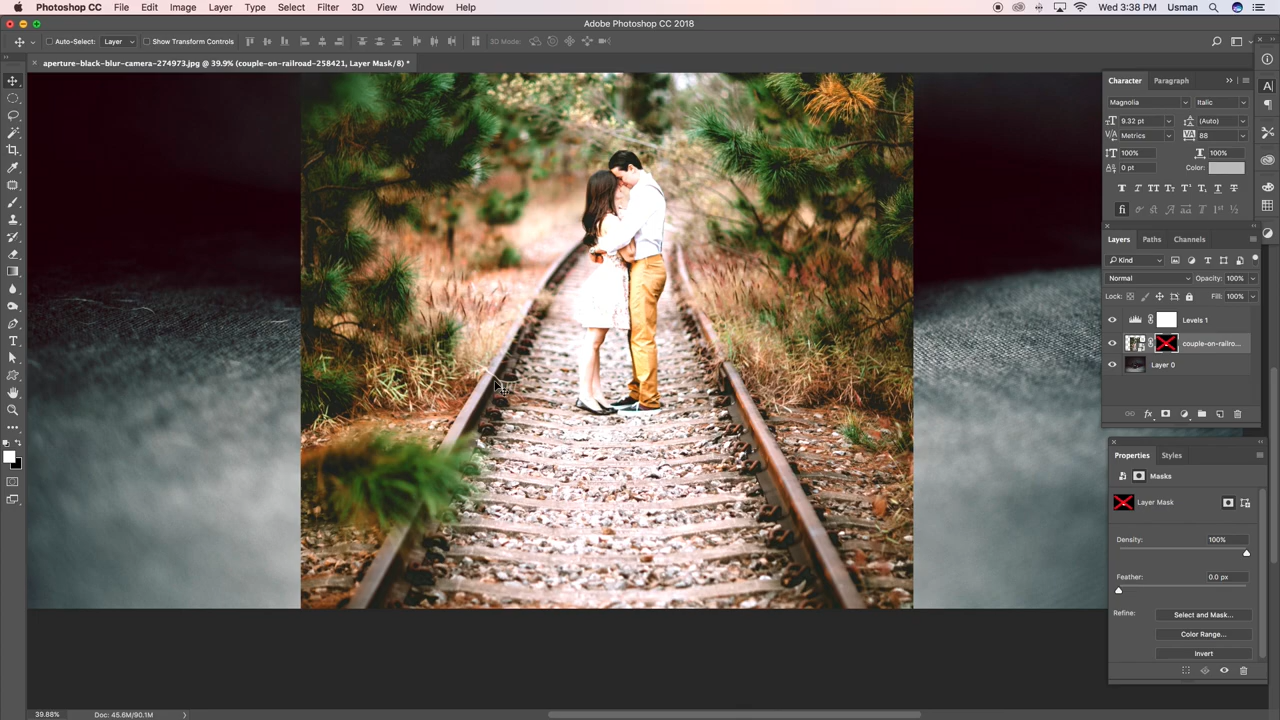 Photoshop CC File Edit Image Layer Type Select Filter 3D View Window Help Wed 3:38 PM Usman
Adobe Photoshop CC 2018
Auto-Select: Layer Show Transform Controls 3D Mode:
aperture-black-blur-camera-274973.jpg @ 39.9% (couple-on-railroad-258421, Layer Mask/8) *
Character Paragraph
Magnolia Italic
9.32 pt (Auto)
Metrics 88
100% 100%
0 pt Color:
Layers Paths Channels
Kind
Normal Opacity: 100%
Lock: Fill: 100%
Levels 1
couple-on-railro...
Layer 0
Properties Styles
Masks
Layer Mask
Density: 100%
Feather: 0.0 px
Refine: Select and Mask...
Color Range...
Invert
39.88% Doc: 45.6M/90.1M